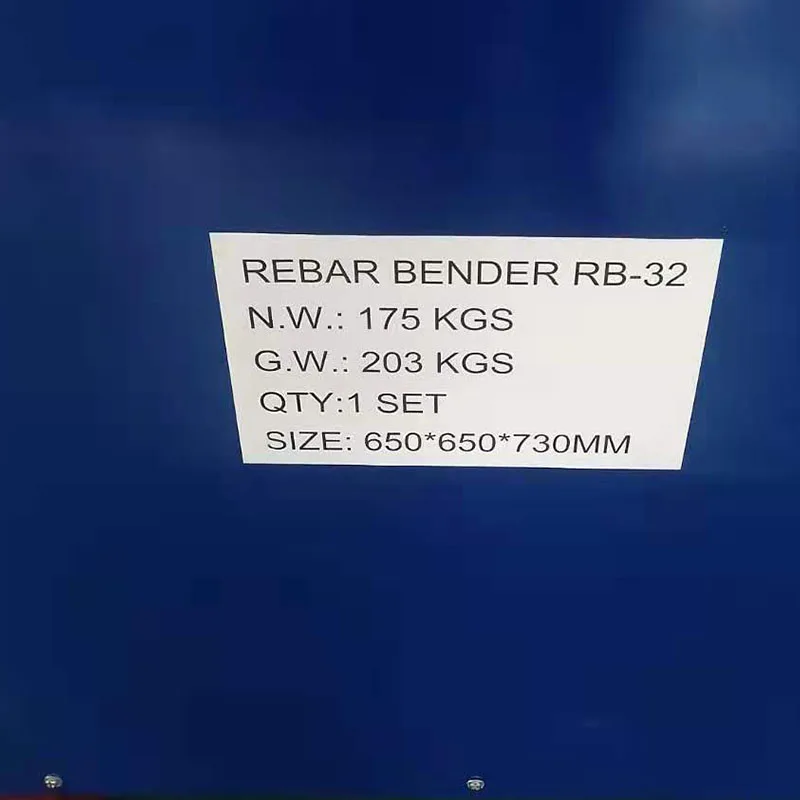 REBAR BENDER RB-32
N.W.: 175 KGS
G.W.: 203 KGS
QTY:1 SET
SIZE: 650*650*730MM